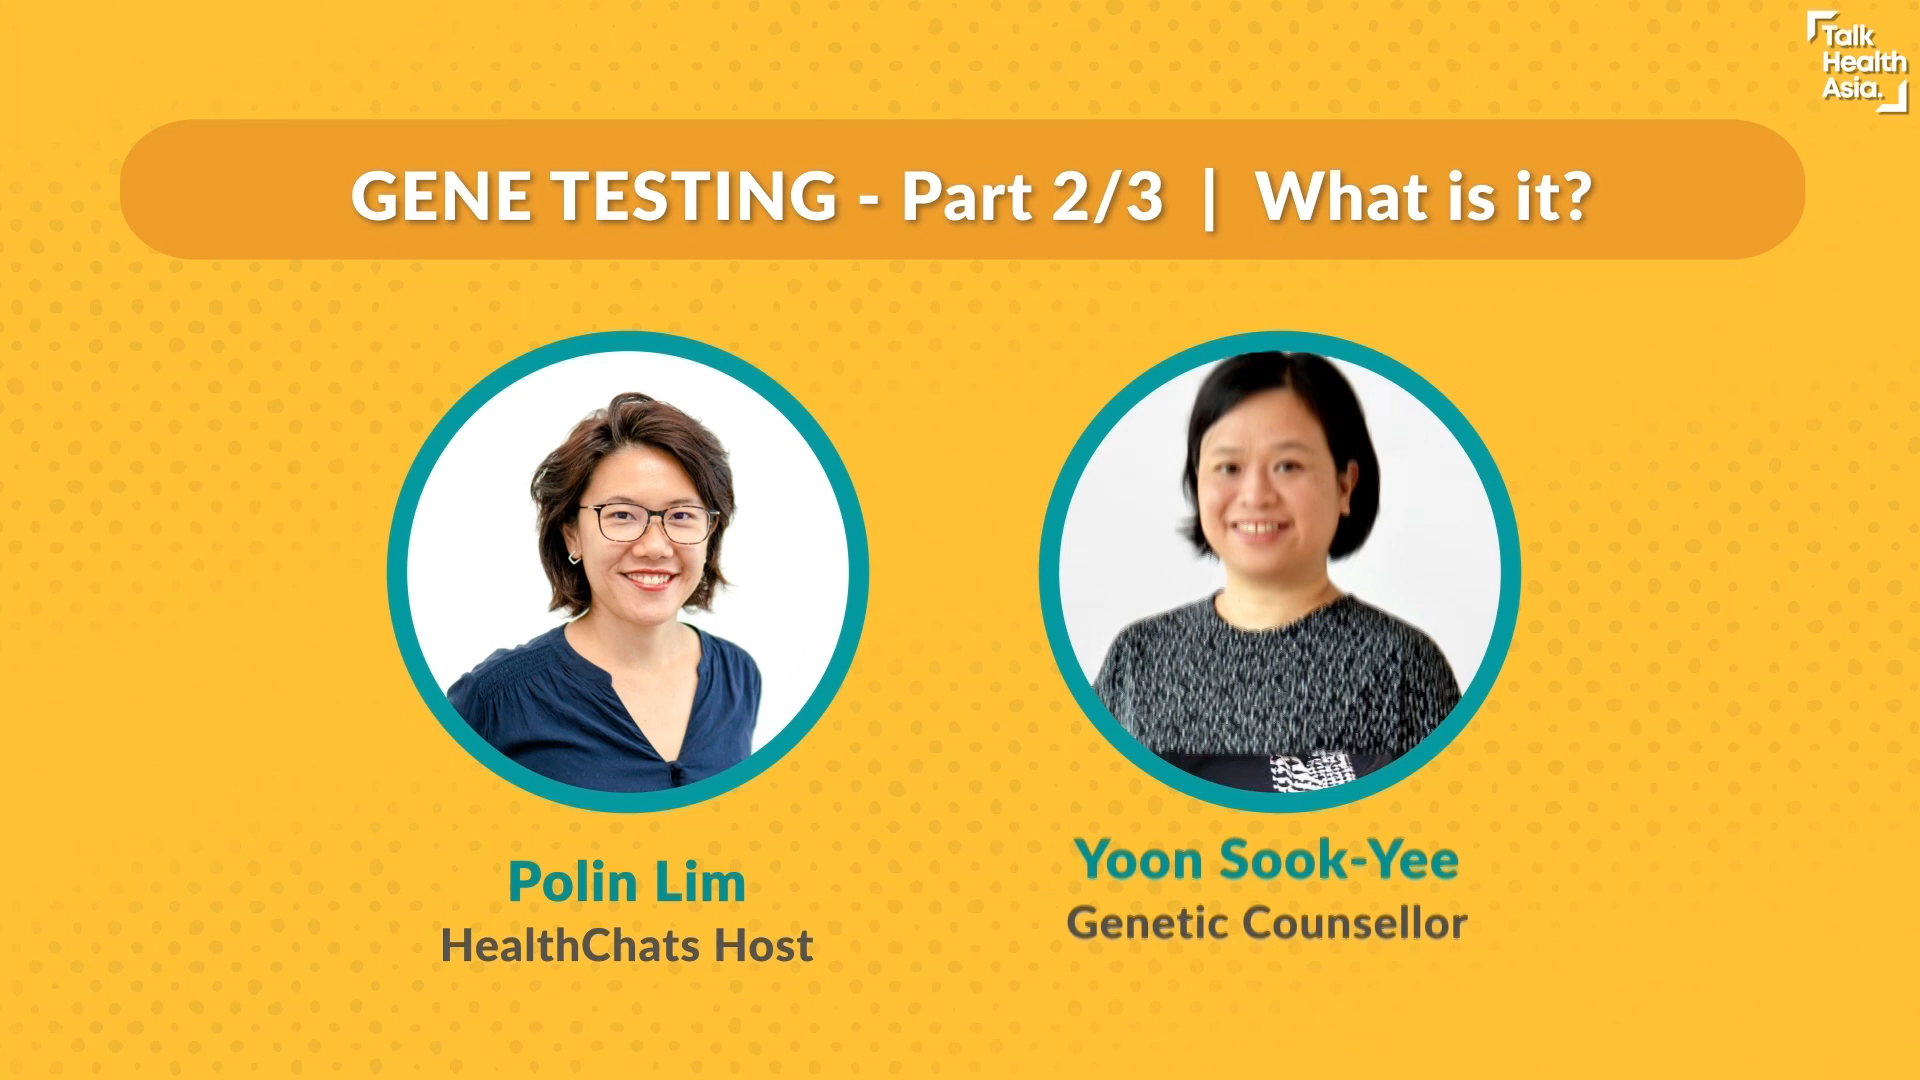 Talk
Health
Asia.
GENE TESTING - Part 2/3 | What is it?
Polin Lim
HealthChats Host
Yoon Sook-Yee
Genetic Counsellor